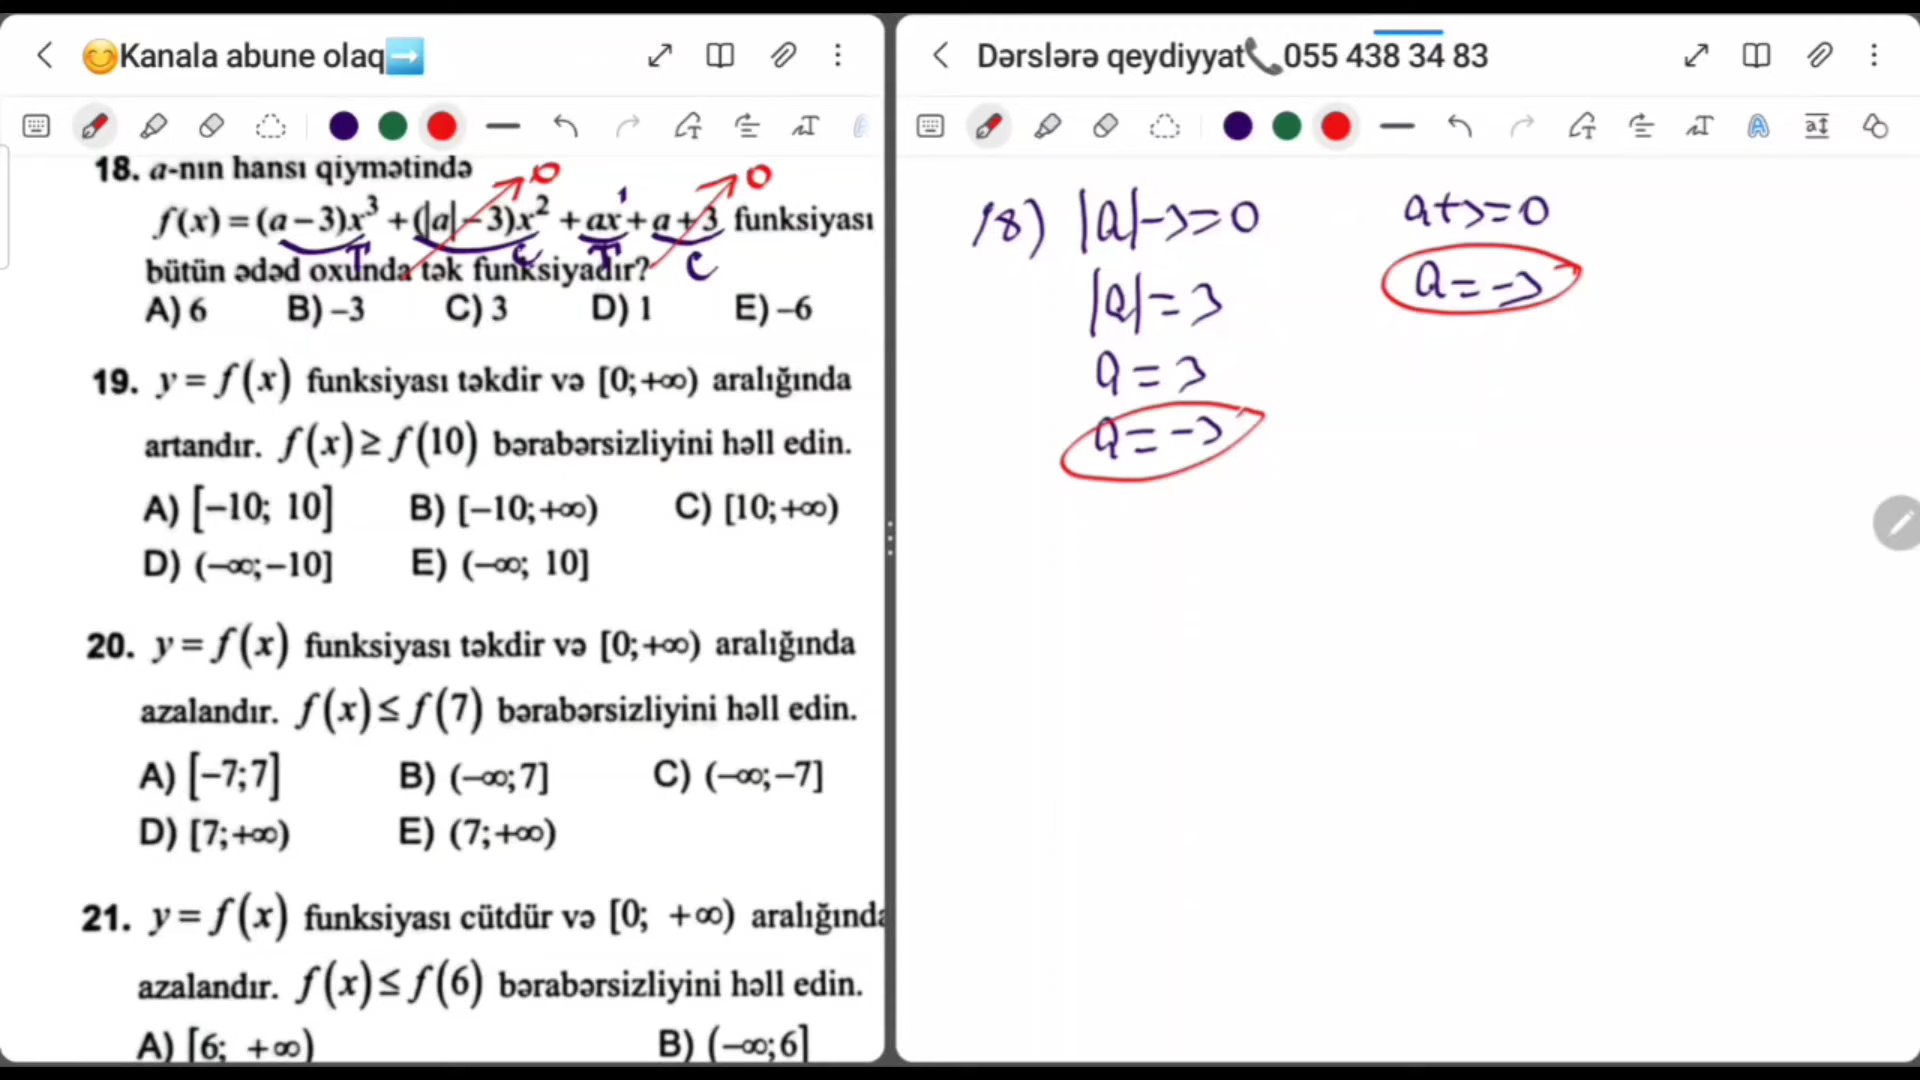 😊Kanala abune olaq➡️
18. a-nın hansı qiymətində
f(x) = (a−3)x³ + (|a|−3)x² + ax + a + 3 funksiyası
bütün ədəd oxunda tək funksiyadır?
A) 6 B) −3 C) 3 D) 1 E) −6
0 0
1
T C T C
19. y = f(x) funksiyası təkdir və [0;+∞) aralığında
artandır. f(x) ≥ f(10) bərabərsizliyini həll edin.
A) [−10; 10] B) [−10;+∞) C) [10;+∞)
D) (−∞;−10] E) (−∞; 10]
20. y = f(x) funksiyası təkdir və [0;+∞) aralığında
azalandır. f(x) ≤ f(7) bərabərsizliyini həll edin.
A) [−7;7] B) (−∞;7] C) (−∞;−7]
D) [7;+∞) E) (7;+∞)
21. y = f(x) funksiyası cütdür və [0; +∞) aralığında
azalandır. f(x) ≤ f(6) bərabərsizliyini həll edin.
A) [6; +∞) B) (−∞;6]
Dərslərə qeydiyyat📞055 438 34 83
18) |a|−3=0
|a|=3
a=3
a=−3
a+3=0
a=−3